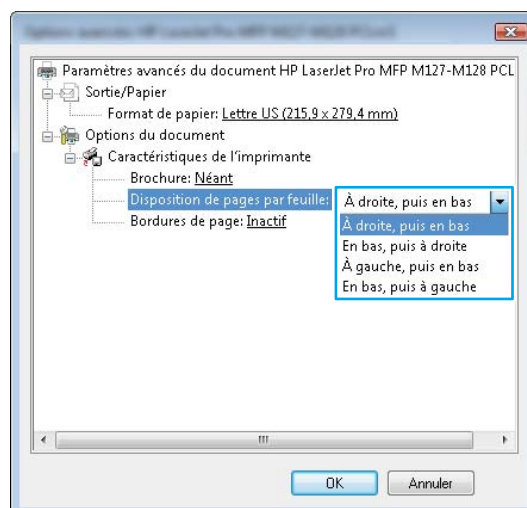 Paramètres avancés du document HP LaserJet Pro MFP M127-M128 PCL
Sortie/Papier
Format de papier: Lettre US (215,9 x 279,4 mm)
Options du document
Caractéristiques de l'imprimante
Brochure: Néant
Disposition de pages par feuille: À droite, puis en bas
Bordures de page: Inactif
À droite, puis en bas
En bas, puis à droite
À gauche, puis en bas
En bas, puis à gauche
OK Annuler